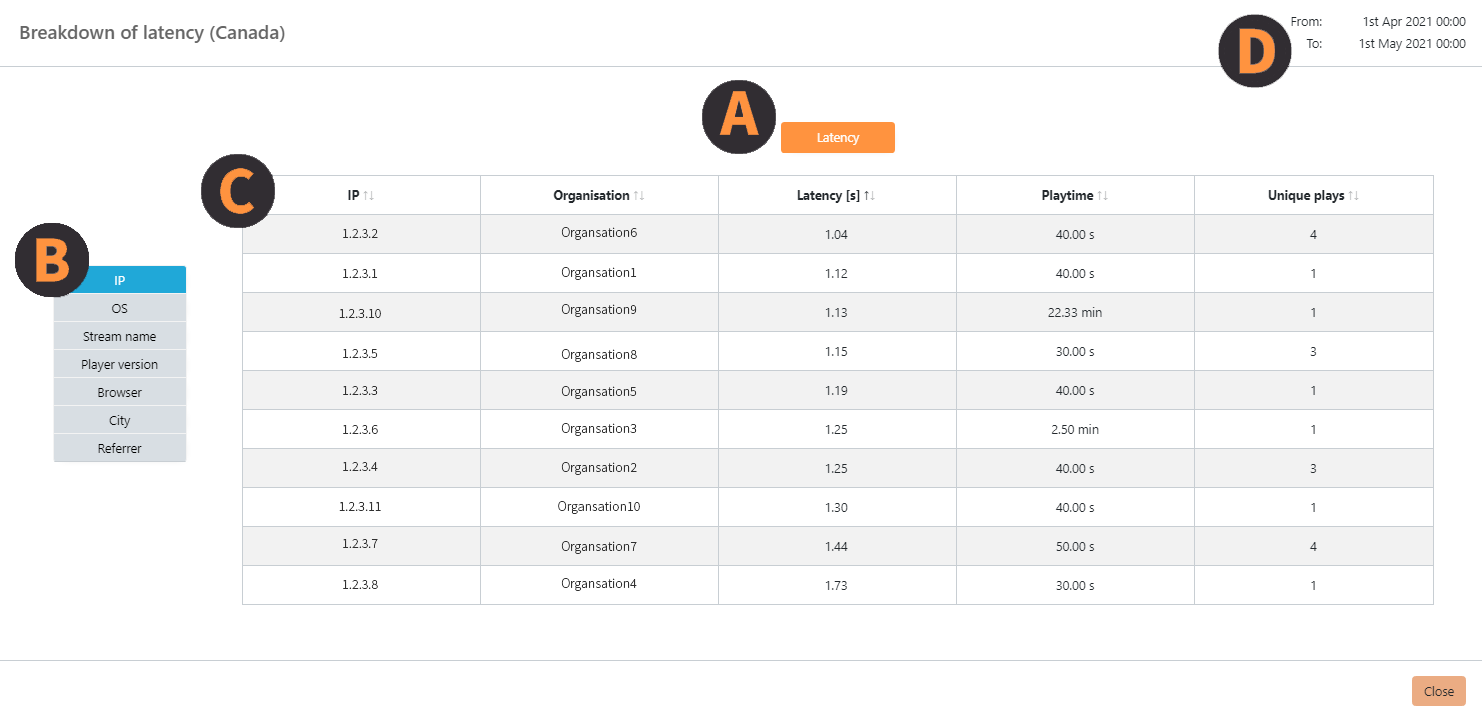 Breakdown of latency (Canada)
From: 1st Apr 2021 00:00
To: 1st May 2021 00:00
D
A
Latency
C
IP ↑↓ Organisation ↑↓ Latency [s] ↑↓ Playtime ↑↓ Unique plays ↑↓
1.2.3.2 Organsation6 1.04 40.00 s 4
1.2.3.1 Organsation1 1.12 40.00 s 1
1.2.3.10 Organsation9 1.13 22.33 min 1
1.2.3.5 Organsation8 1.15 30.00 s 3
1.2.3.3 Organsation5 1.19 40.00 s 1
1.2.3.6 Organsation3 1.25 2.50 min 1
1.2.3.4 Organsation2 1.25 40.00 s 3
1.2.3.11 Organsation10 1.30 40.00 s 1
1.2.3.7 Organsation7 1.44 50.00 s 4
1.2.3.8 Organsation4 1.73 30.00 s 1
B
IP
OS
Stream name
Player version
Browser
City
Referrer
Close